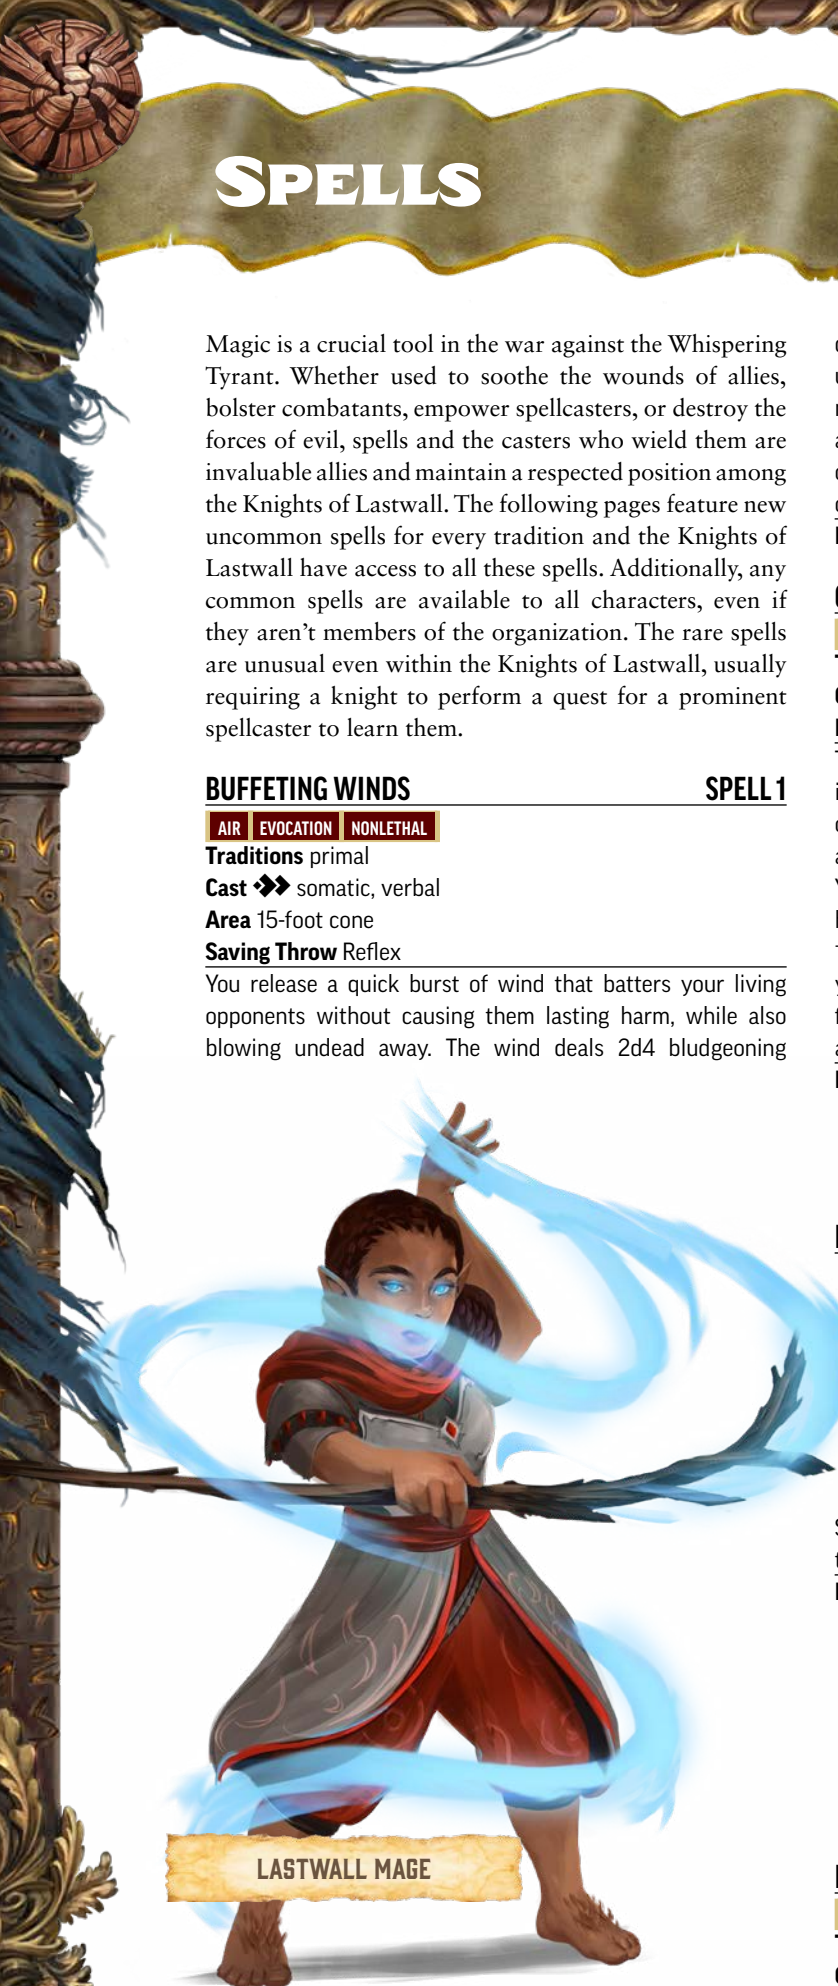 SPELLS
Magic is a crucial tool in the war against the Whispering
Tyrant. Whether used to soothe the wounds of allies,
bolster combatants, empower spellcasters, or destroy the
forces of evil, spells and the casters who wield them are
invaluable allies and maintain a respected position among
the Knights of Lastwall. The following pages feature new
uncommon spells for every tradition and the Knights of
Lastwall have access to all these spells. Additionally, any
common spells are available to all characters, even if
they aren’t members of the organization. The rare spells
are unusual even within the Knights of Lastwall, usually
requiring a knight to perform a quest for a prominent
spellcaster to learn them.
BUFFETING WINDS SPELL 1
AIR EVOCATION NONLETHAL
Traditions primal
Cast somatic, verbal
Area 15-foot cone
Saving Throw Reflex
You release a quick burst of wind that batters your living
opponents without causing them lasting harm, while also
blowing undead away. The wind deals 2d4 bludgeoning
LASTWALL MAGE